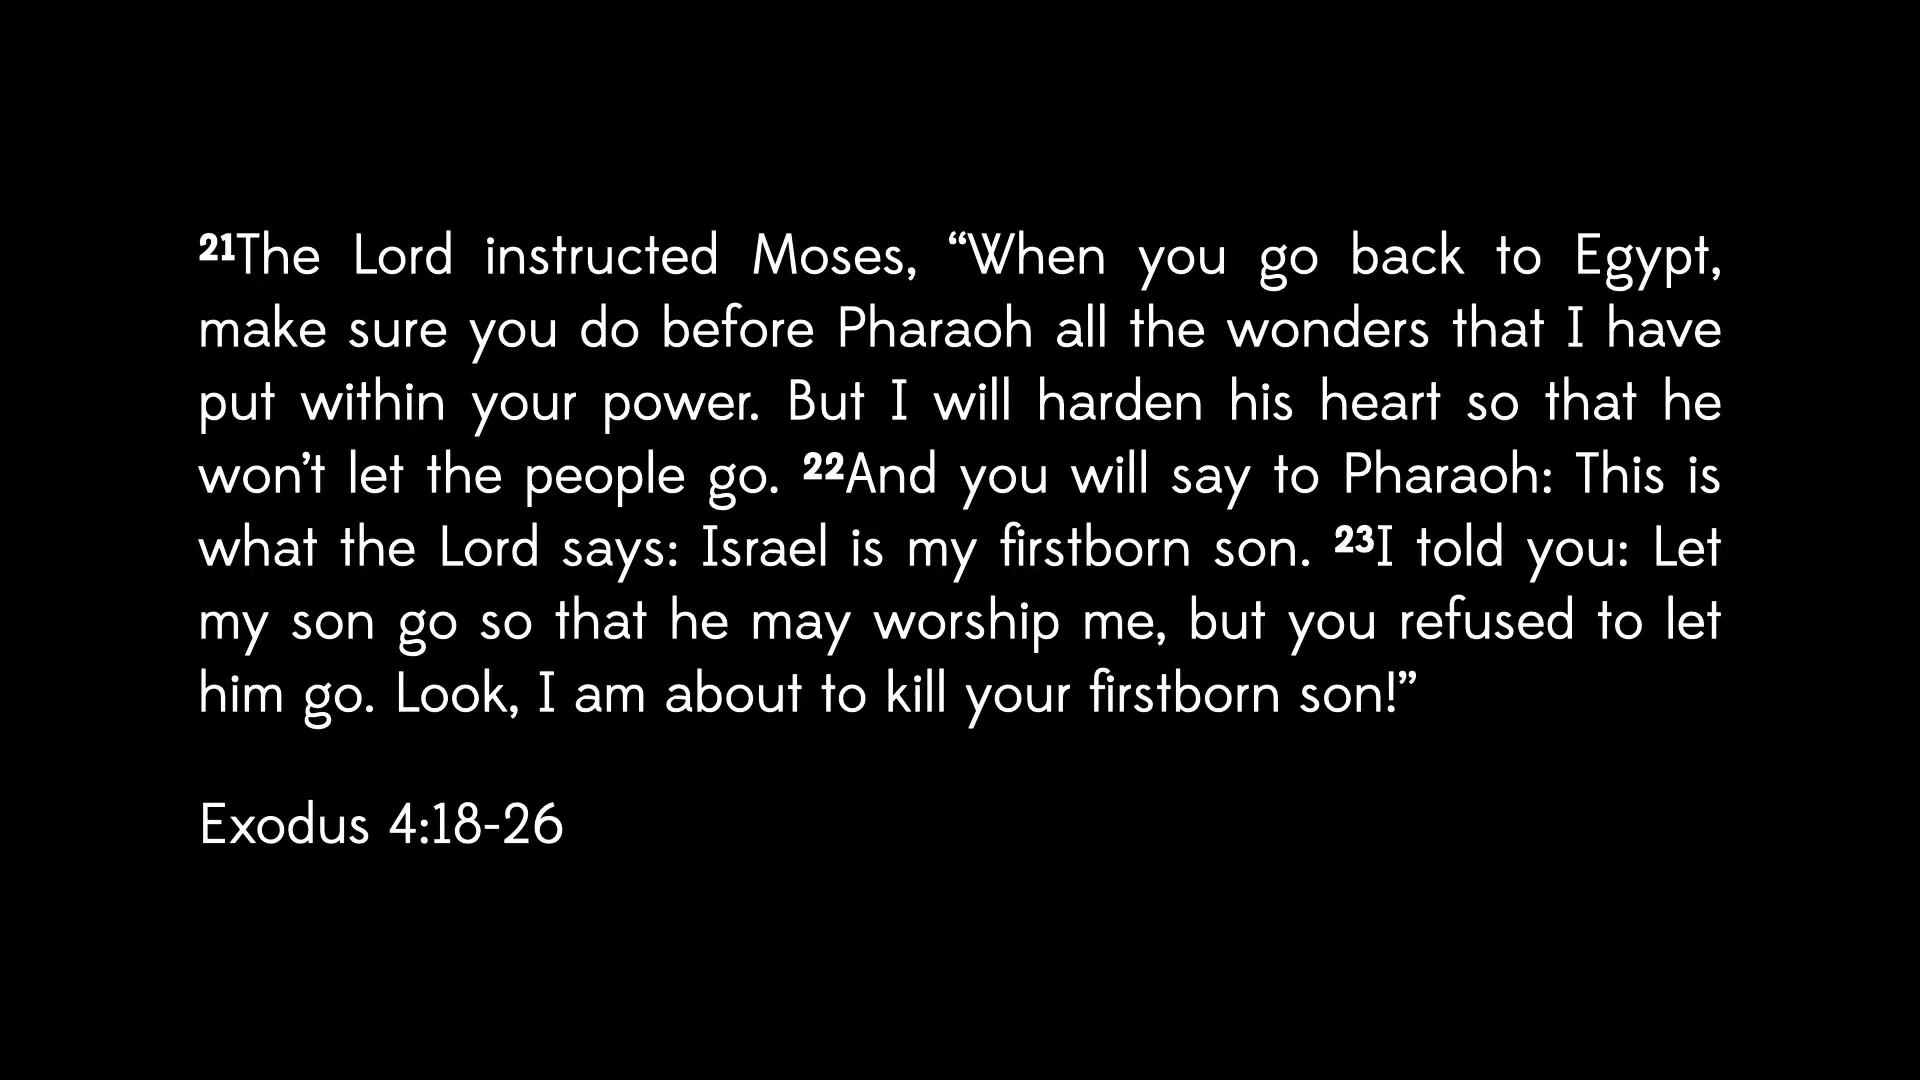 21The Lord instructed Moses, “When you go back to Egypt,
make sure you do before Pharaoh all the wonders that I have
put within your power. But I will harden his heart so that he
won’t let the people go. 22And you will say to Pharaoh: This is
what the Lord says: Israel is my firstborn son. 23I told you: Let
my son go so that he may worship me, but you refused to let
him go. Look, I am about to kill your firstborn son!”
Exodus 4:18-26